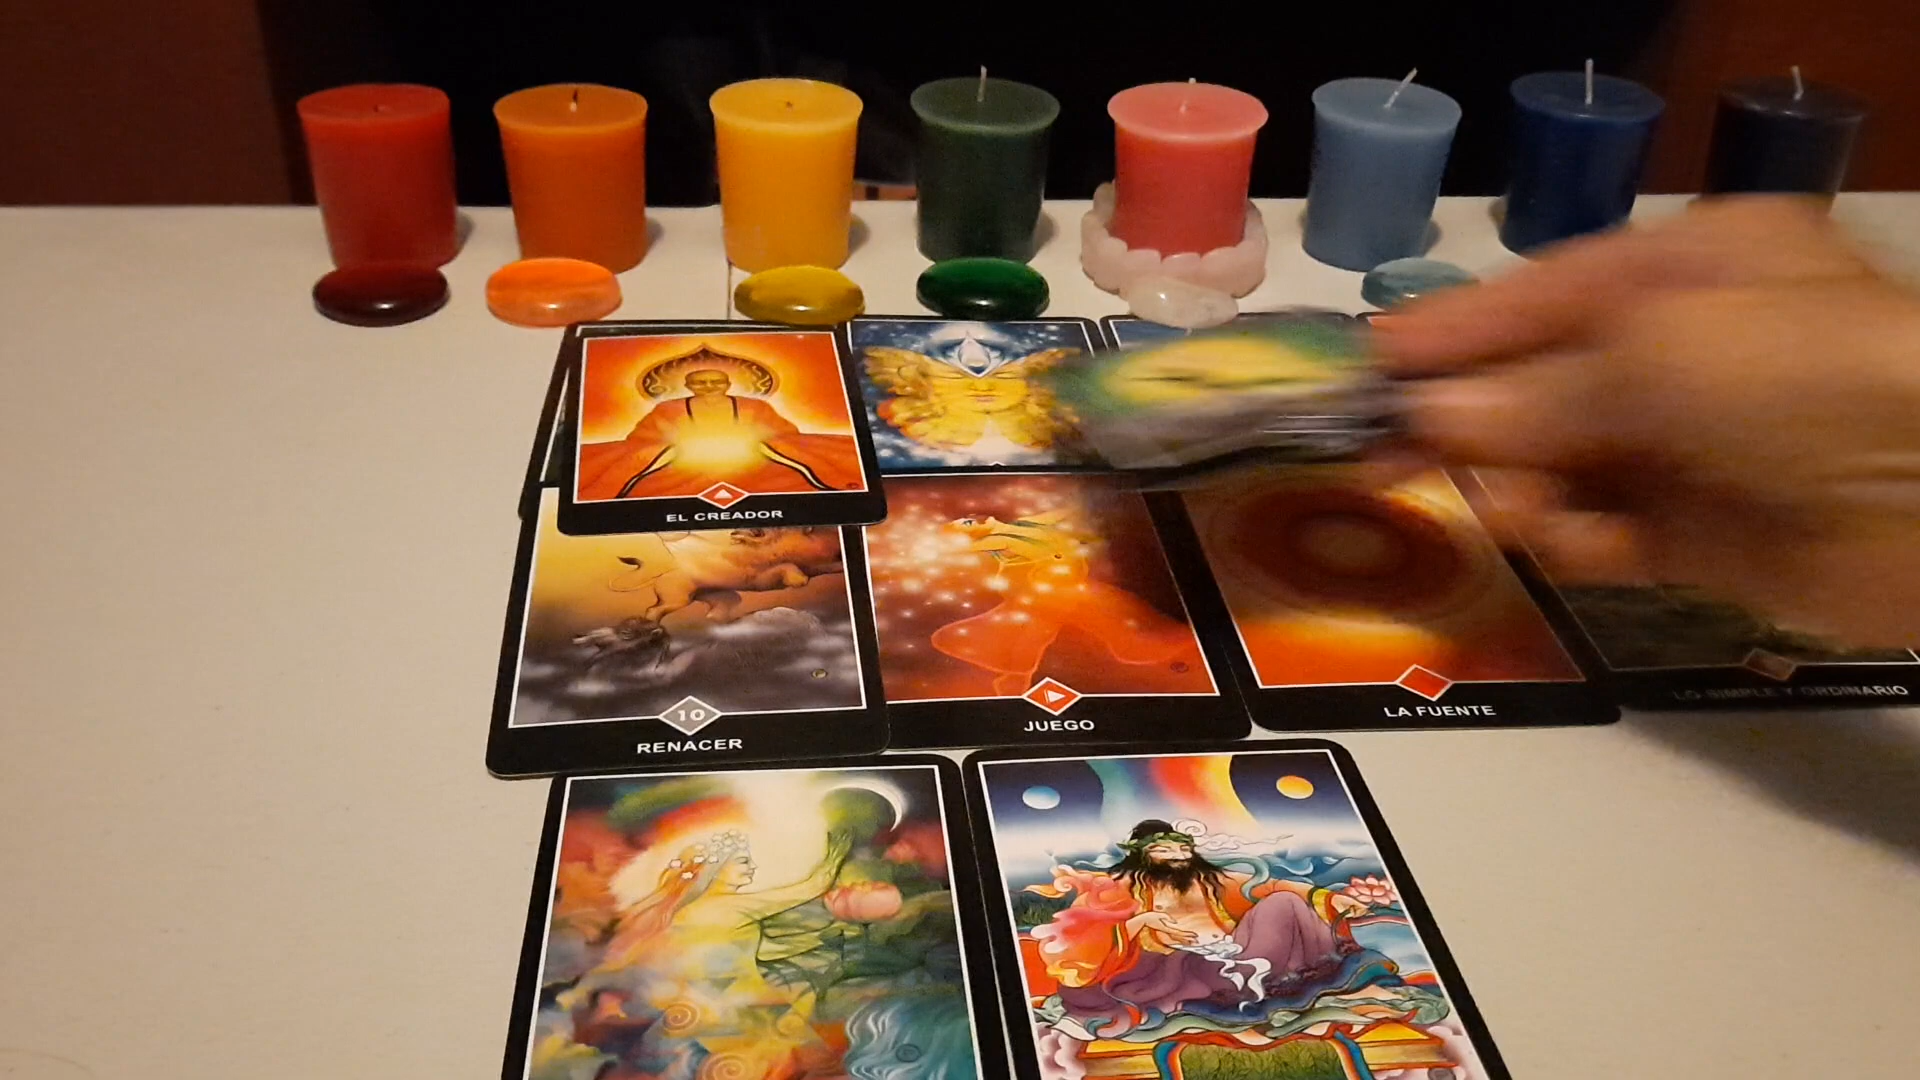 EL CREADOR
10
RENACER
JUEGO
LA FUENTE
LO SIMPLE Y ORDINARIO